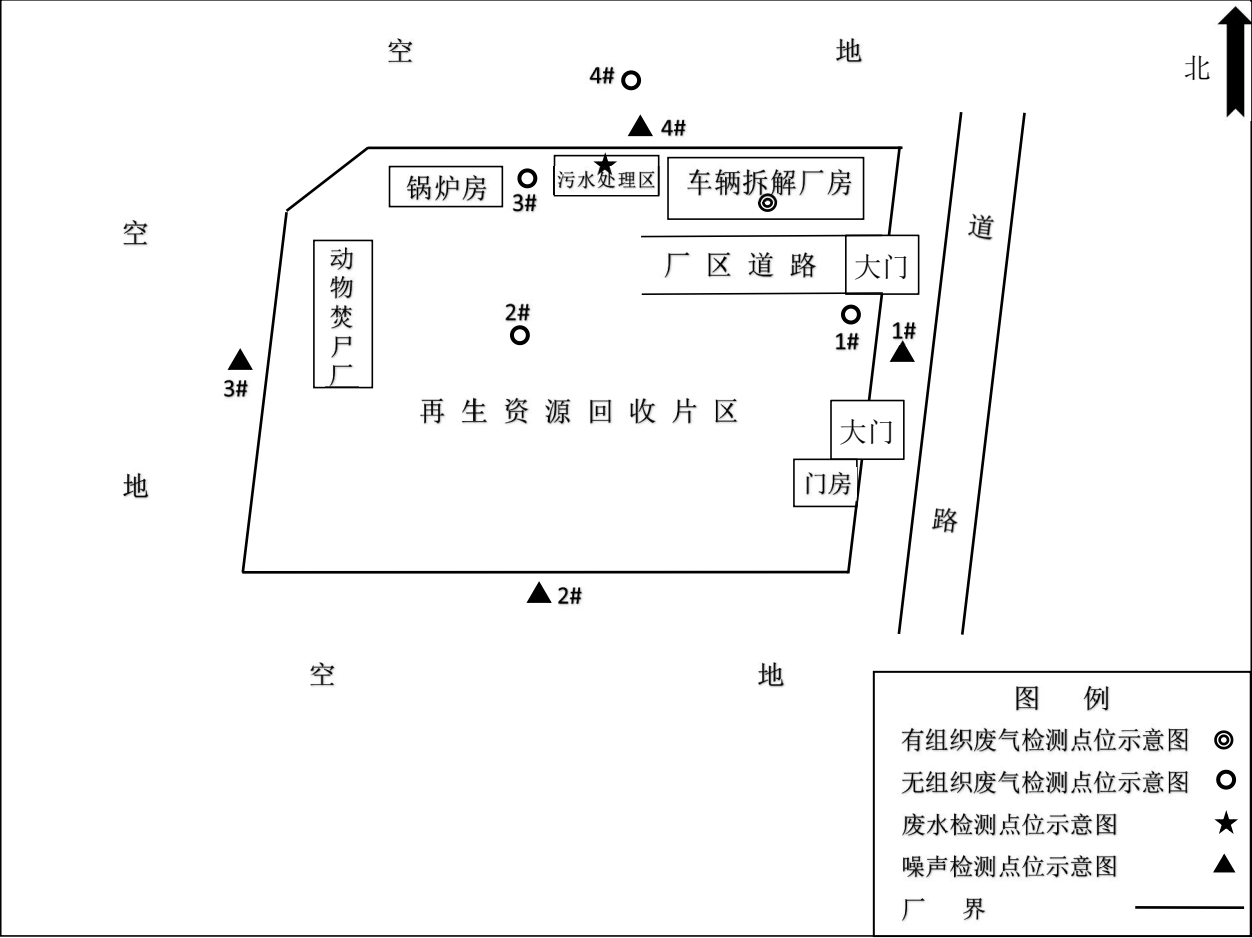 空 地
北
4#
4#
锅炉房
3#
污水处理区
车辆拆解厂房
空
道
动物焚尸厂
厂区道路
大门
2#
1#
1#
3#
再生资源回收片区
大门
地
门房
路
2#
空 地
图 例
有组织废气检测点位示意图
无组织废气检测点位示意图
废水检测点位示意图
噪声检测点位示意图
厂 界